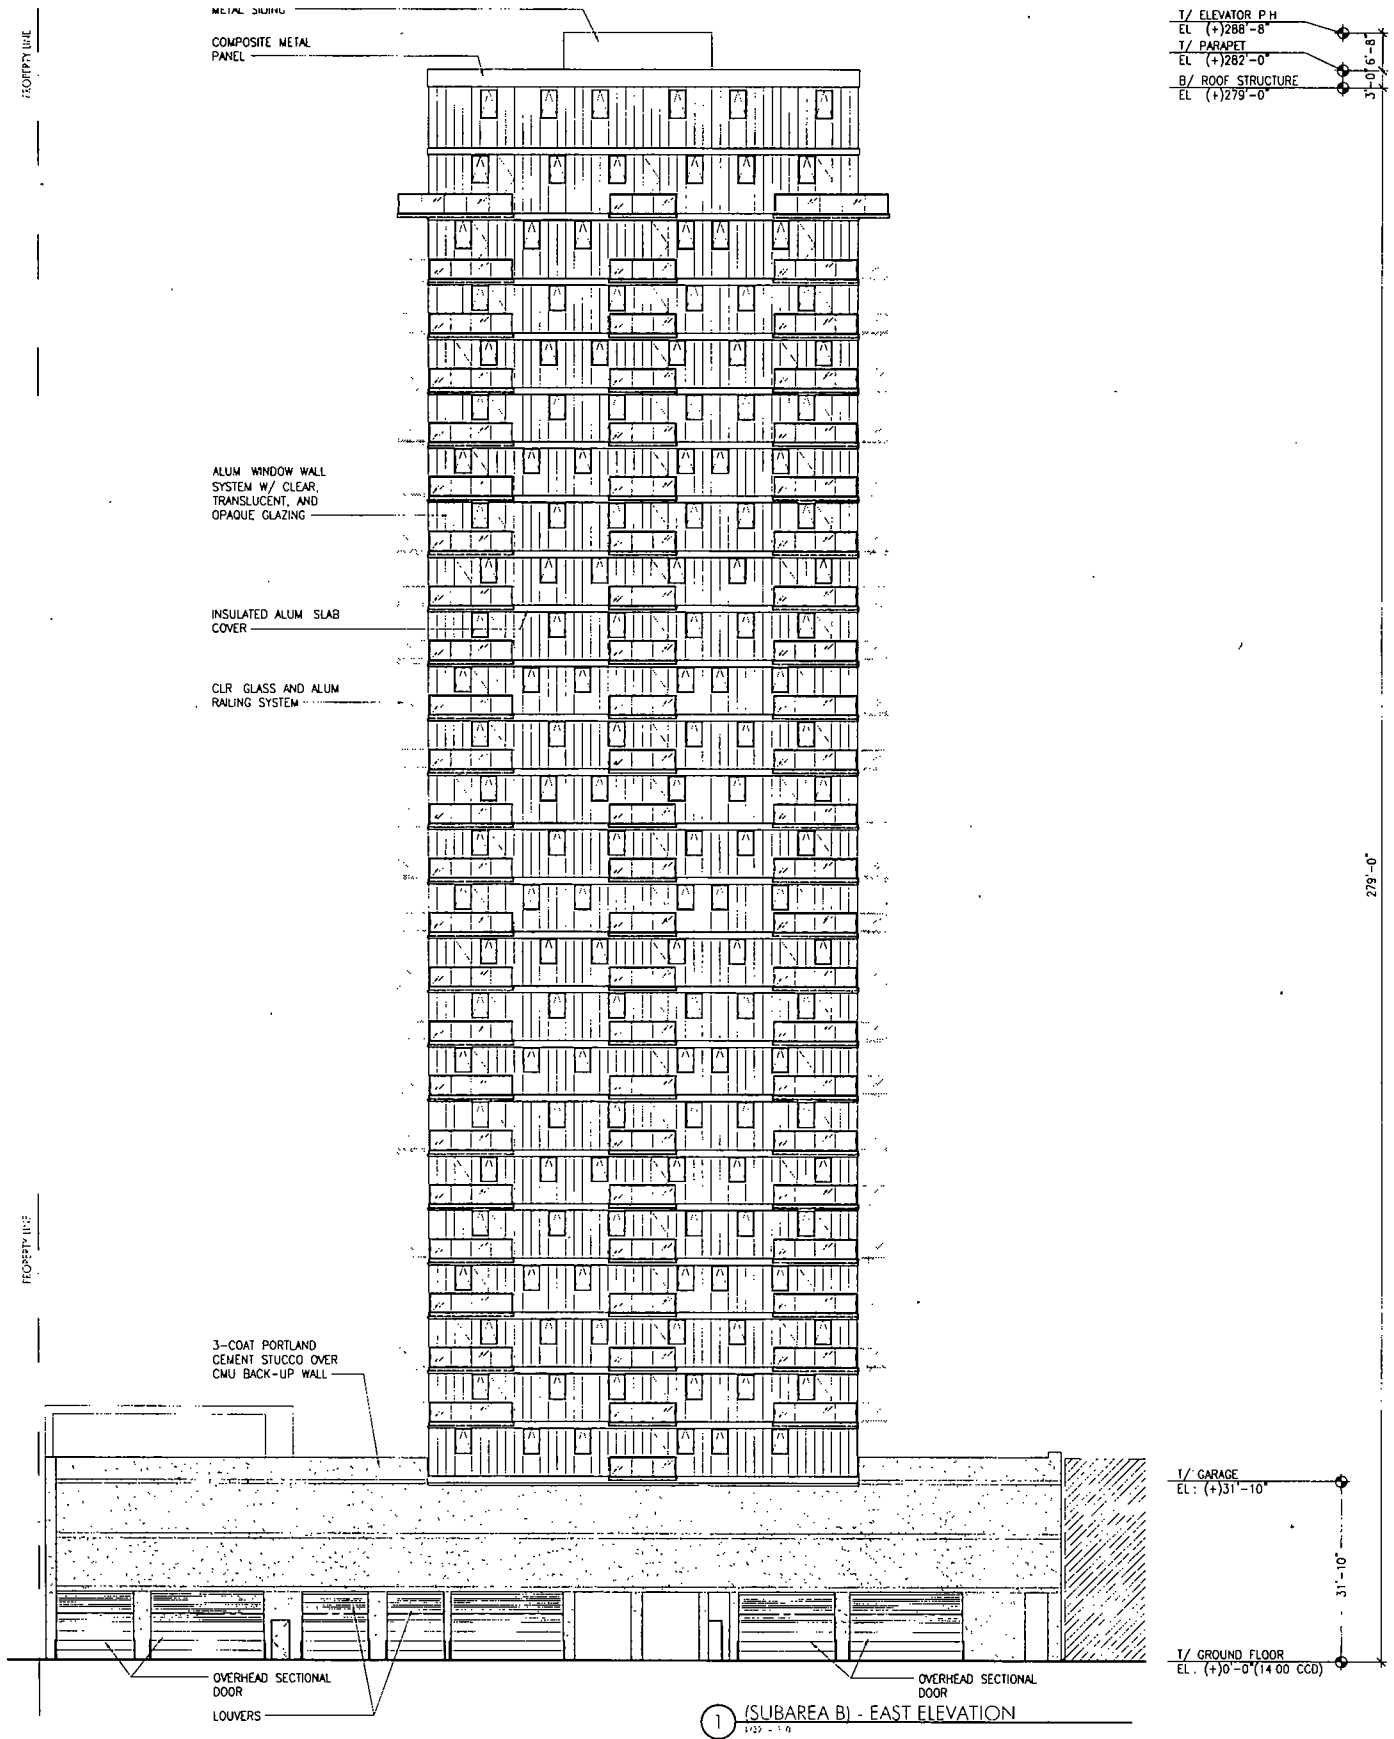 METAL SIDING
COMPOSITE METAL
PANEL
T/ ELEVATOR P H
EL (+)288'-8"
T/ PARAPET
EL (+)282'-0"
B/ ROOF STRUCTURE
EL (+)279'-0"
6'-8"
3'-0"
PROPERTY LINE
ALUM WINDOW WALL
SYSTEM W/ CLEAR,
TRANSLUCENT, AND
OPAQUE GLAZING
INSULATED ALUM SLAB
COVER
CLR GLASS AND ALUM
RAILING SYSTEM
279'-0"
PROPERTY LINE
3-COAT PORTLAND
CEMENT STUCCO OVER
CMU BACK-UP WALL
T/ GARAGE
EL: (+)31'-10"
31'-10"
T/ GROUND FLOOR
EL. (+)0'-0"(14 00 CCD)
OVERHEAD SECTIONAL
DOOR
LOUVERS
OVERHEAD SECTIONAL
DOOR
1 (SUBAREA B) - EAST ELEVATION